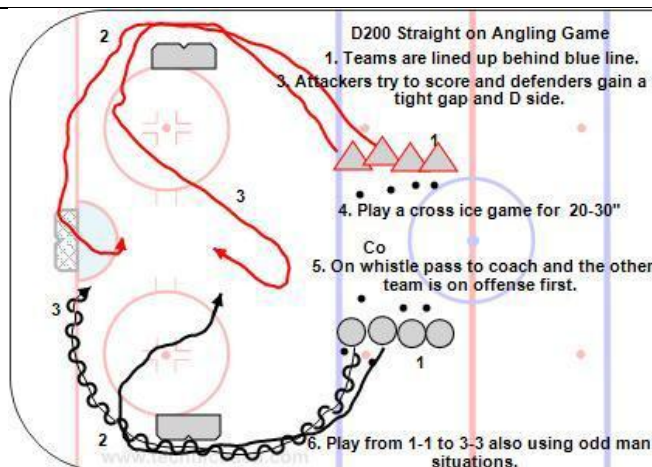 2
D200 Straight on Angling Game
1. Teams are lined up behind blue line.
3. Attackers try to score and defenders gain a
tight gap and D side.
1
3
4. Play a cross ice game for 20-30"
Co
5. On whistle pass to coach and the other
team is on offense first.
3
1
2
6. Play from 1-1 to 3-3 also using odd man
situations.